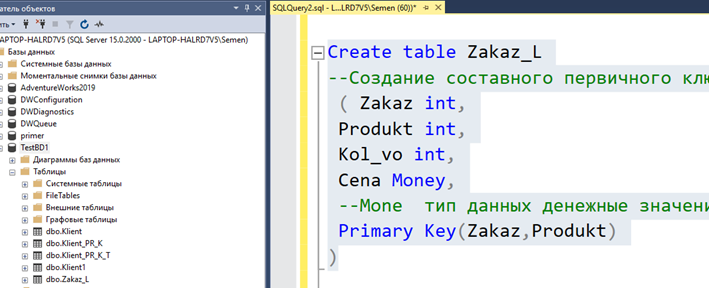 атель объектов
SQLQuery2.sql - L...LRD7V5\Semen (60))*
ить
APTOP-HALRD7V5 (SQL Server 15.0.2000 - LAPTOP-HALRD7V5\Semen)
Базы данных
Системные базы данных
Моментальные снимки базы данных
AdventureWorks2019
DWConfiguration
DWDiagnostics
DWQueue
primer
TestBD1
Диаграммы баз данных
Таблицы
Системные таблицы
FileTables
Внешние таблицы
Графовые таблицы
dbo.Klient
dbo.Klient_PR_K
dbo.Klient_PR_K_T
dbo.Klient1
dbo.Zakaz_L
Create table Zakaz_L
--Создание составного первичного клю
( Zakaz int,
Produkt int,
Kol_vo int,
Cena Money,
--Mone тип данных денежные значени
Primary Key(Zakaz,Produkt)
)